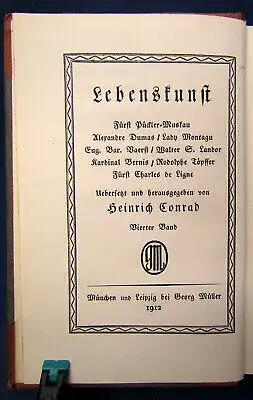 Lebenskunst
Fürst Pückler-Muskau
Alexandre Dumas / Lady Montagu
Eug. Bar. Vaerst / Walter S. Landor
Kardinal Bernis / Rodolphe Töpffer
Fürst Charles de Ligne
Uebersetzt und herausgegeben von
Heinrich Conrad
Vierter Band
GM
München und Leipzig bei Georg Müller
1912